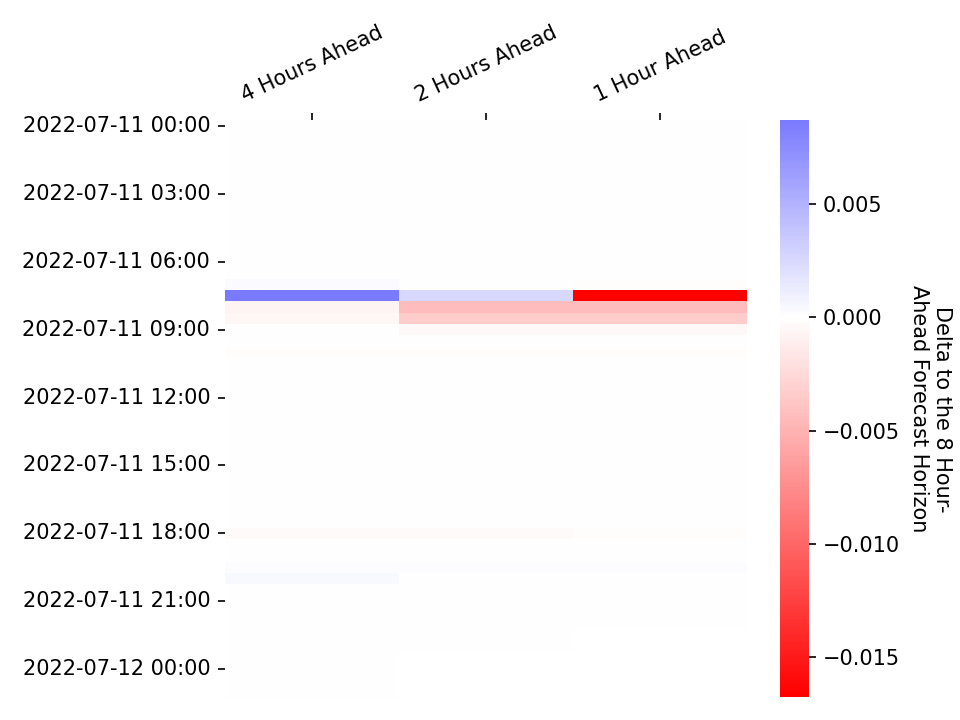 4 Hours Ahead
2 Hours Ahead
1 Hour Ahead
2022-07-11 00:00
2022-07-11 03:00
2022-07-11 06:00
2022-07-11 09:00
2022-07-11 12:00
2022-07-11 15:00
2022-07-11 18:00
2022-07-11 21:00
2022-07-12 00:00
0.005
0.000
−0.005
−0.010
−0.015
Delta to the 8 Hour-
Ahead Forecast Horizon